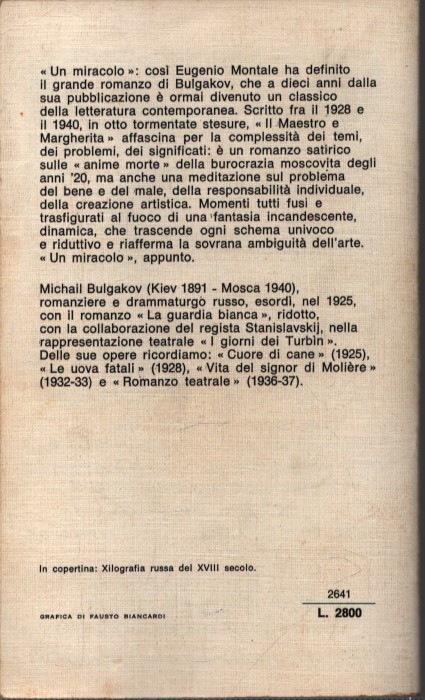 « Un miracolo »: così Eugenio Montale ha definito
il grande romanzo di Bulgakov, che a dieci anni dalla
sua pubblicazione è ormai divenuto un classico
della letteratura contemporanea. Scritto fra il 1928 e
il 1940, in otto tormentate stesure, « Il Maestro e
Margherita » affascina per la complessità dei temi,
dei problemi, dei significati: è un romanzo satirico
sulle « anime morte » della burocrazia moscovita degli
anni '20, ma anche una meditazione sul problema
del bene e del male, della responsabilità individuale,
della creazione artistica. Momenti tutti fusi e
trasfigurati al fuoco di una fantasia incandescente,
dinamica, che trascende ogni schema univoco
e riduttivo e riafferma la sovrana ambiguità dell'arte.
« Un miracolo », appunto.
Michail Bulgakov (Kiev 1891 - Mosca 1940),
romanziere e drammaturgo russo, esordì, nel 1925,
con il romanzo « La guardia bianca », ridotto,
con la collaborazione del regista Stanislavskij, nella
rappresentazione teatrale « I giorni dei Turbìn ».
Delle sue opere ricordiamo: « Cuore di cane » (1925),
« Le uova fatali » (1928), « Vita del signor di Molière »
(1932-33) e « Romanzo teatrale » (1936-37).
In copertina: Xilografia russa del XVIII secolo.
2641
GRAFICA DI FAUSTO BIANCARDI
L. 2800